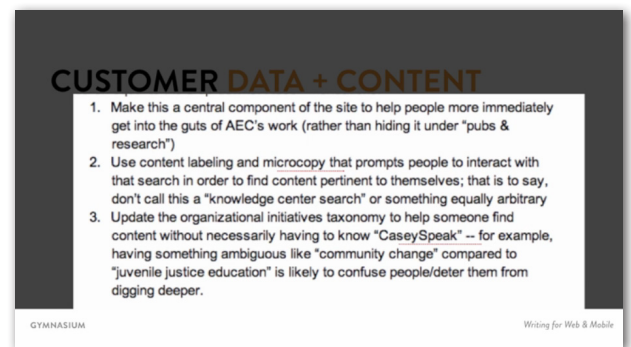 CUSTOMER DATA + CONTENT
1. Make this a central component of the site to help people more immediately
get into the guts of AEC's work (rather than hiding it under "pubs &
research")
2. Use content labeling and microcopy that prompts people to interact with
that search in order to find content pertinent to themselves; that is to say,
don't call this a "knowledge center search" or something equally arbitrary
3. Update the organizational initiatives taxonomy to help someone find
content without necessarily having to know "CaseySpeak" -- for example,
having something ambiguous like "community change" compared to
"juvenile justice education" is likely to confuse people/deter them from
digging deeper.
GYMNASIUM
Writing for Web & Mobile